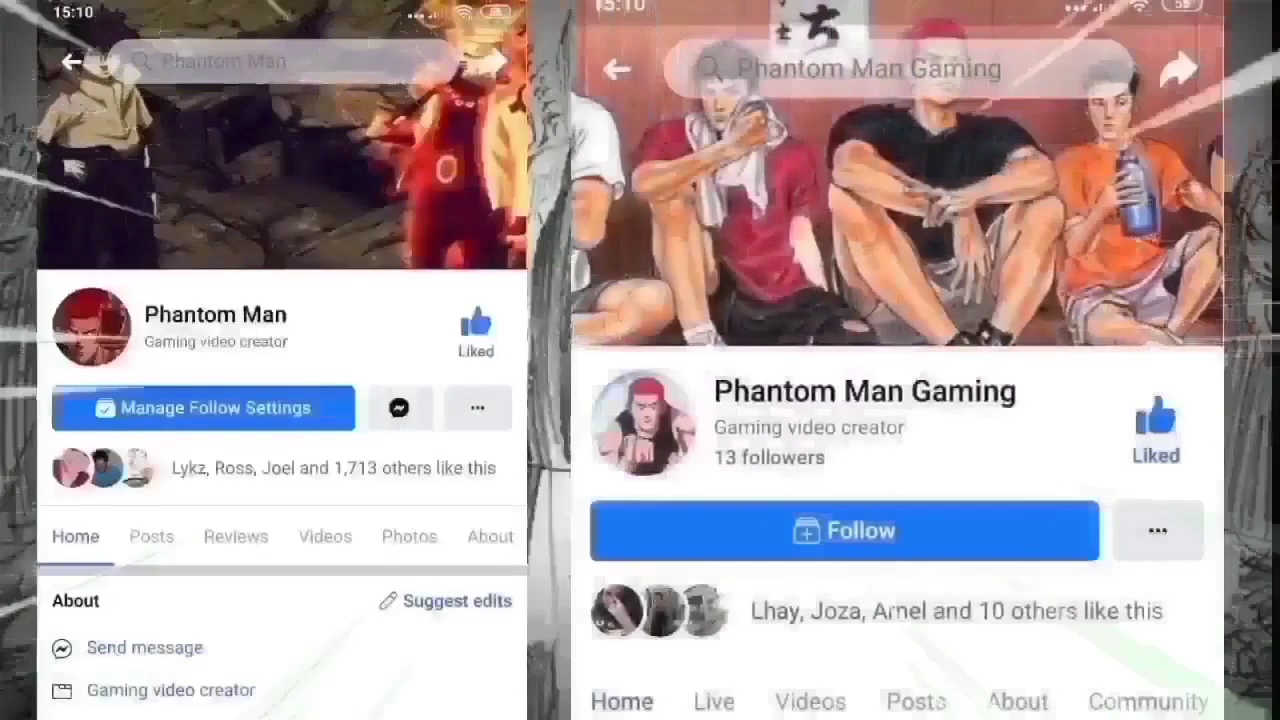 15:10
58
Phantom Man
Phantom Man
Gaming video creator
Liked
Manage Follow Settings
...
Lykz, Ross, Joel and 1,713 others like this
Home Posts Reviews Videos Photos About
About
Suggest edits
Send message
Gaming video creator
15:10
58
ち
Phantom Man Gaming
Phantom Man Gaming
Gaming video creator
13 followers
Liked
Follow
...
Lhay, Joza, Arnel and 10 others like this
Home Live Videos Posts About Community